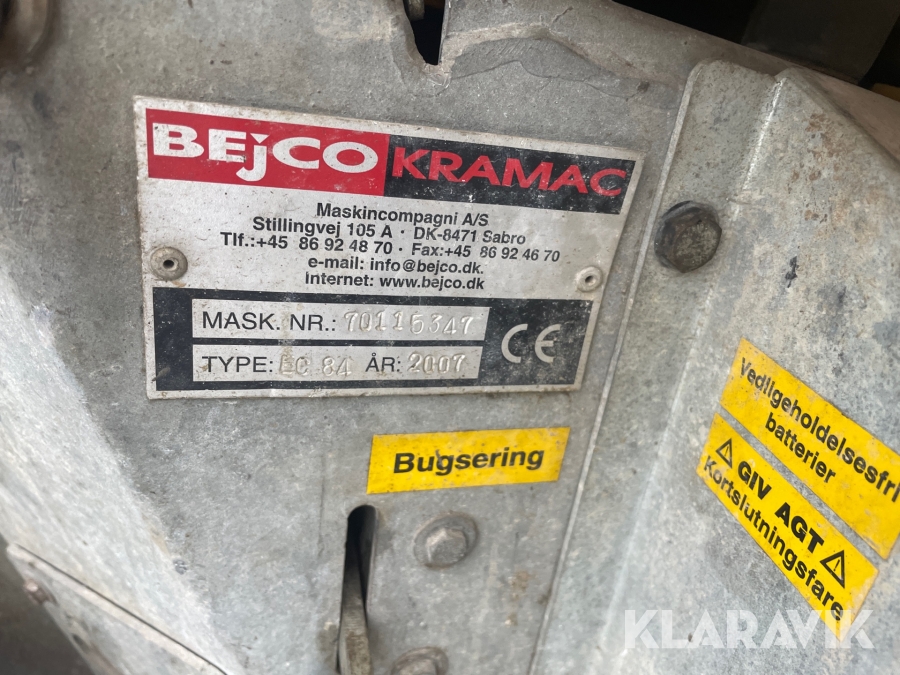 BEJCO KRAMAC
Maskincompagni A/S
Stillingvej 105 A · DK-8471 Sabro
Tlf.:+45 86 92 48 70 · Fax:+45 86 92 46 70
e-mail: info@bejco.dk.
Internet: www.bejco.dk
MASK. NR.: 70115347
TYPE: LC 84 ÅR: 2007
CE
Bugsering
Vedligeholdelsesfri
batterier
⚠ GIV AGT ⚠
Kortslutningsfare
KLARAVIK